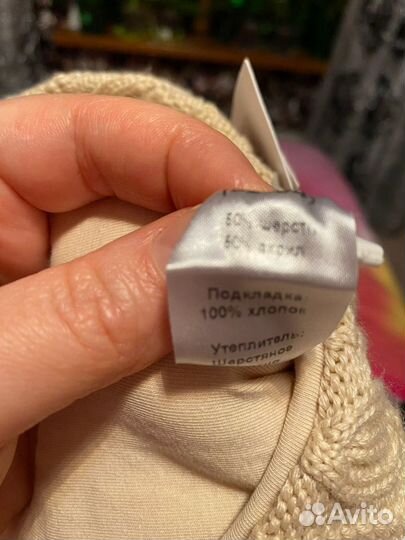 50% шерсть
50% акрил
Подкладка:
100% хлопок
Утеплитель:
Шерстяное
Avito